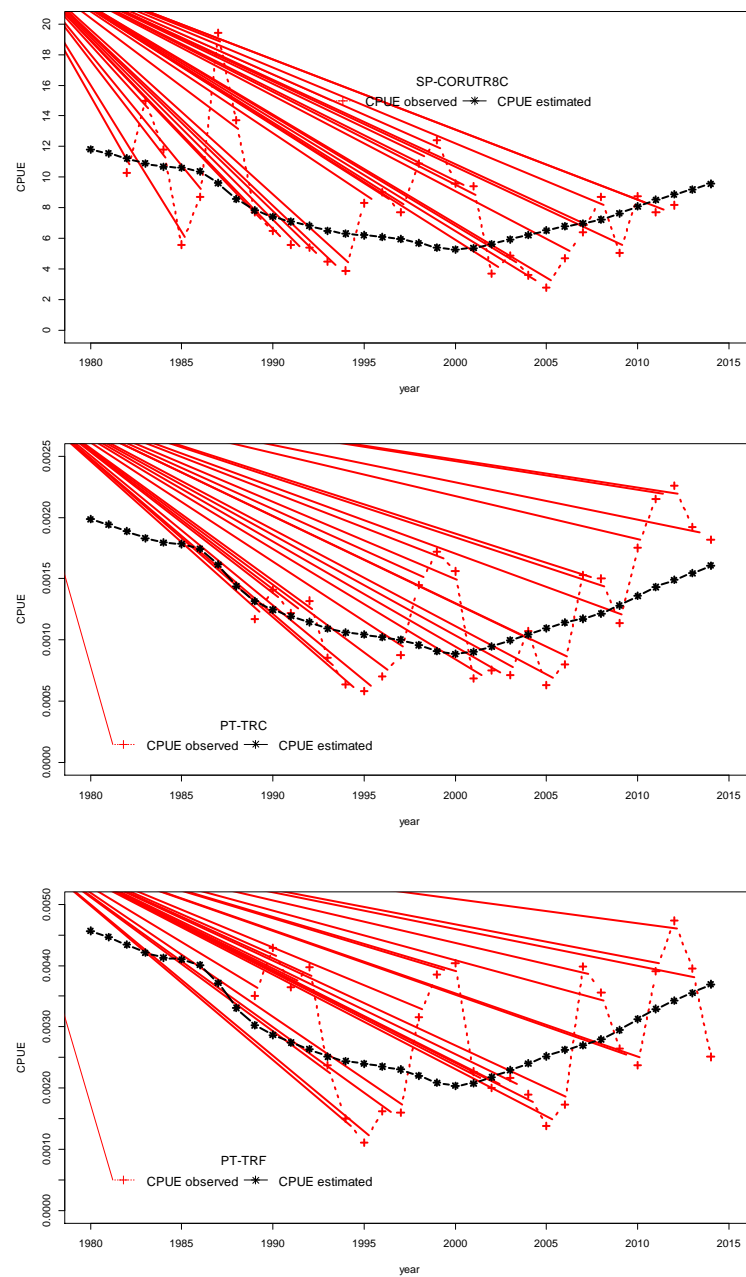 SP-CORUTR8C
CPUE observed CPUE estimated
CPUE
0 2 4 6 8 10 12 14 16 18 20
1980 1985 1990 1995 2000 2005 2010 2015
year
PT-TRC
CPUE observed CPUE estimated
CPUE
0.0000 0.0005 0.0010 0.0015 0.0020 0.0025
1980 1985 1990 1995 2000 2005 2010 2015
year
PT-TRF
CPUE observed CPUE estimated
CPUE
0.0000 0.0010 0.0020 0.0030 0.0040 0.0050
1980 1985 1990 1995 2000 2005 2010 2015
year